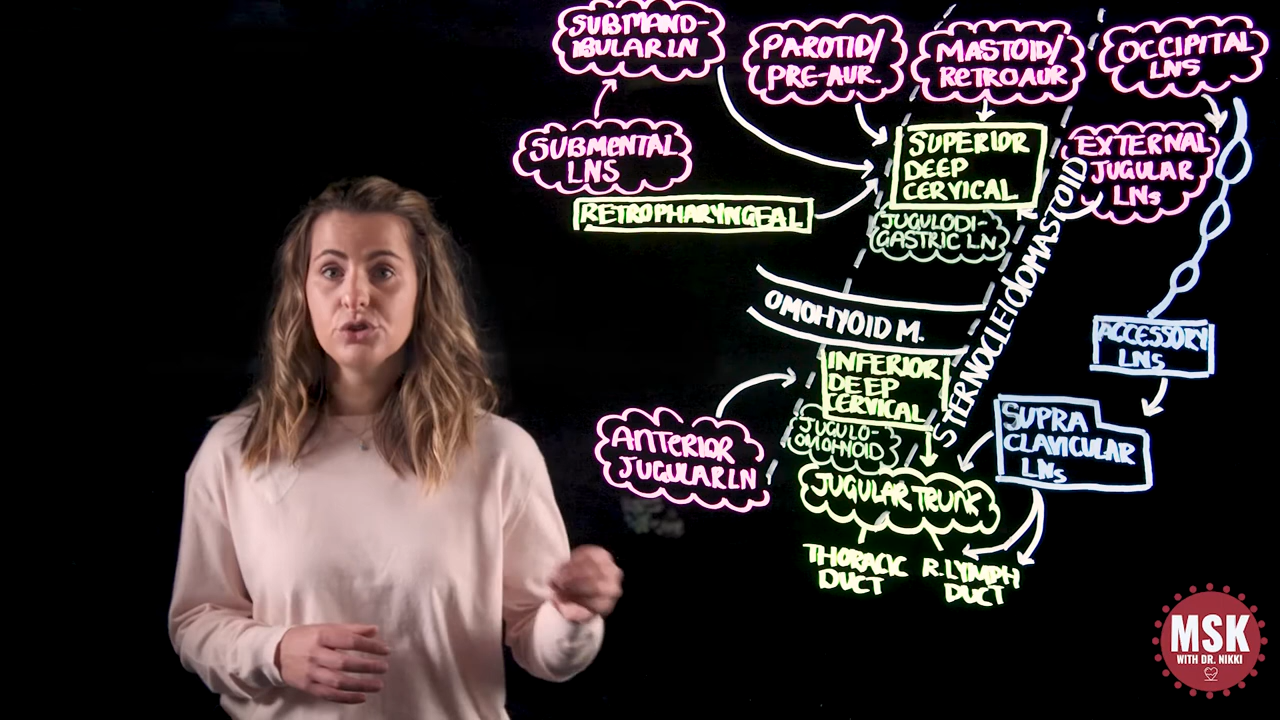 SUBMAND-
IBULAR LN
PAROTID/
PRE-AUR.
MASTOID/
RETROAUR
OCCIPITAL
LNS
SUBMENTAL
LNS
SUPERIOR
DEEP
CERVICAL
EXTERNAL
JUGULAR
LNs
RETROPHARYNGEAL
JUGULODI-
GASTRIC LN
STERNOCLEIDOMASTOID
OMOHYOID M.
ACCESSORY
LNS
INFERIOR
DEEP
CERVICAL
JUGULO-
OMOHYOID
SUPRA
CLAVICULAR
LNs
ANTERIOR
JUGULAR LN
JUGULAR TRUNK
THORACIC
DUCT
R. LYMPH
DUCT
MSK
WITH DR. NIKKI